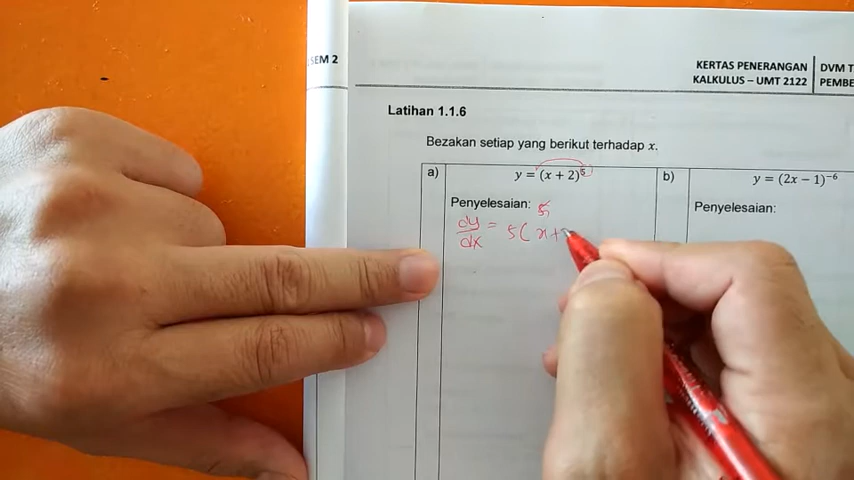 SEM 2
KERTAS PENERANGAN
KALKULUS – UMT 2122
DVM T
PEMBE
Latihan 1.1.6
Bezakan setiap yang berikut terhadap x.
a) y = (x + 2)⁵
Penyelesaian:
dy/dx = 5( x+
b) y = (2x − 1)⁻⁶
Penyelesaian: